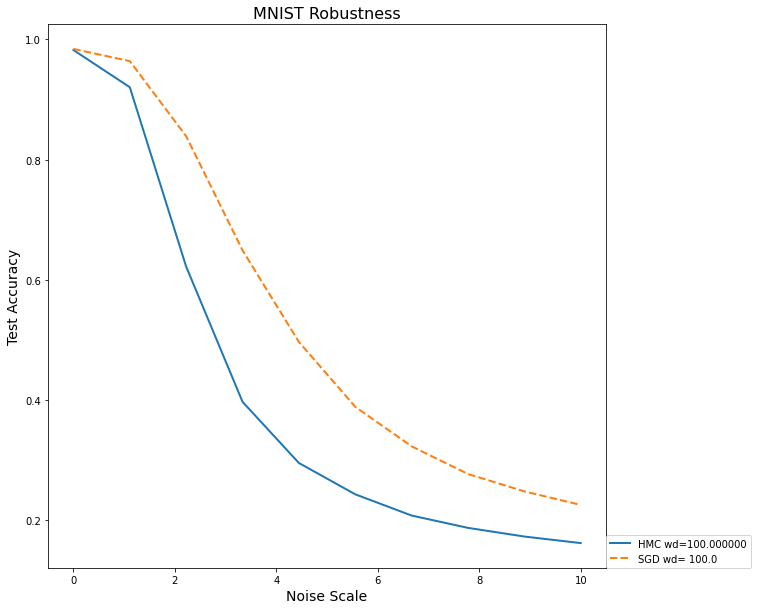 MNIST Robustness
1.0
0.8
0.6
0.4
0.2
Test Accuracy
0 2 4 6 8 10
Noise Scale
HMC wd=100.000000
SGD wd= 100.0